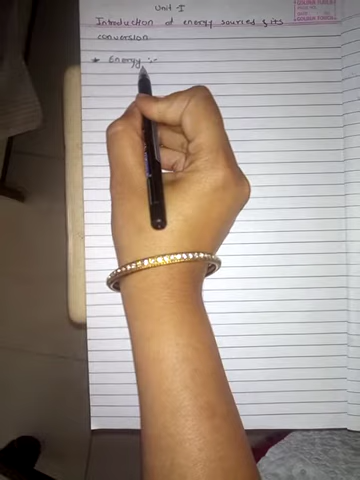 Unit I
Introduction of energy sources & its
conversion
* Energy :-